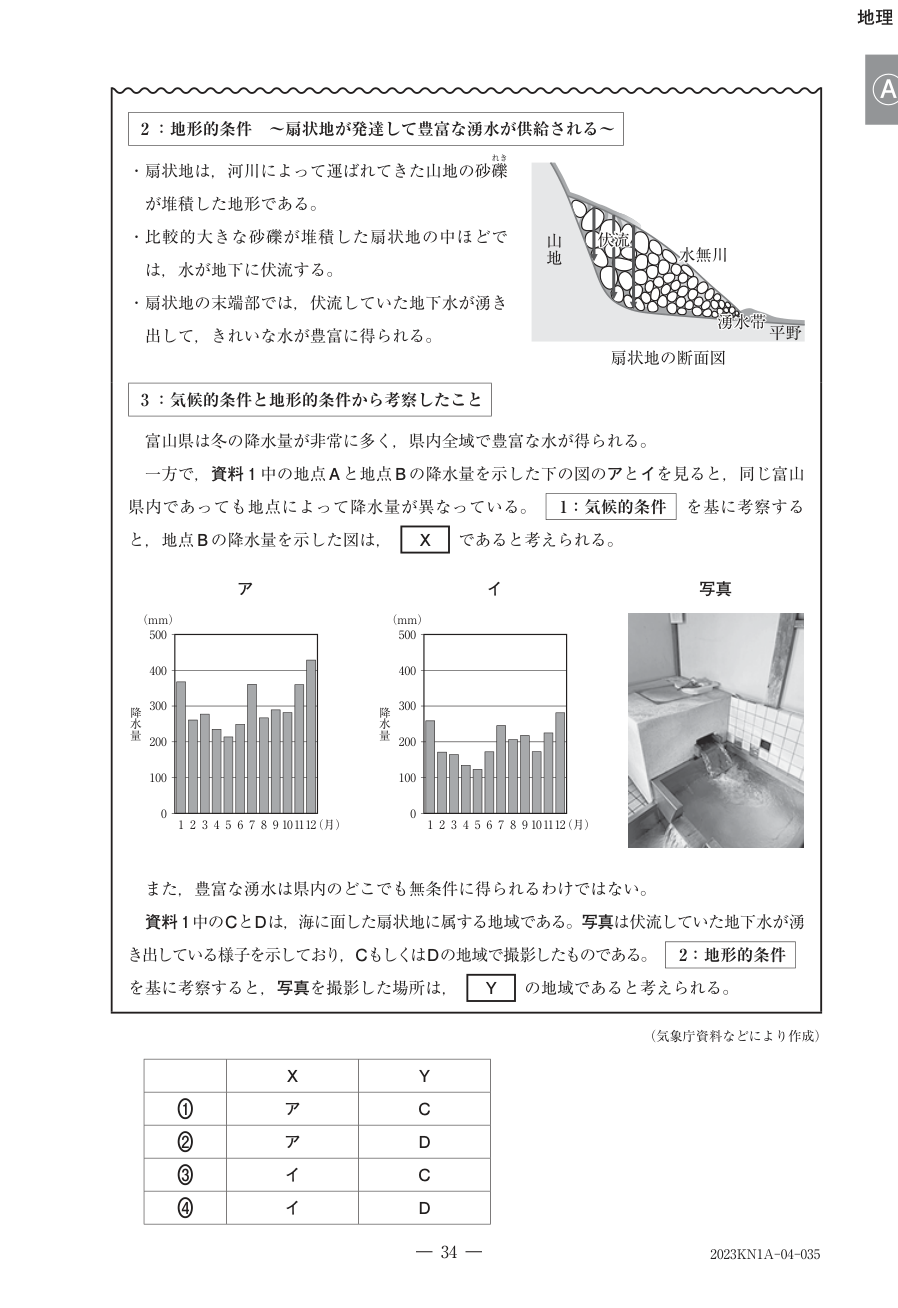 地理
Ⓐ
2：地形的条件　～扇状地が発達して豊富な湧水が供給される～
・扇状地は，河川によって運ばれてきた山地の砂礫
れき
が堆積した地形である。
・比較的大きな砂礫が堆積した扇状地の中ほどで
は，水が地下に伏流する。
・扇状地の末端部では，伏流していた地下水が湧き
出して，きれいな水が豊富に得られる。
山地
伏流
水無川
湧水帯
平野
扇状地の断面図
3：気候的条件と地形的条件から考察したこと
富山県は冬の降水量が非常に多く，県内全域で豊富な水が得られる。
一方で，資料1中の地点Aと地点Bの降水量を示した下の図のアとイを見ると，同じ富山
県内であっても地点によって降水量が異なっている。 1：気候的条件 を基に考察する
と，地点Bの降水量を示した図は， X であると考えられる。
ア
イ
写真
（mm）
500
400
300
200
100
0
降水量
1 2 3 4 5 6 7 8 9 10 11 12（月）
（mm）
500
400
300
200
100
0
降水量
1 2 3 4 5 6 7 8 9 10 11 12（月）
また，豊富な湧水は県内のどこでも無条件に得られるわけではない。
資料1中のCとDは，海に面した扇状地に属する地域である。写真は伏流していた地下水が湧
き出している様子を示しており，CもしくはDの地域で撮影したものである。 2：地形的条件
を基に考察すると，写真を撮影した場所は， Y の地域であると考えられる。
（気象庁資料などにより作成）
X Y
① ア C
② ア D
③ イ C
④ イ D
― 34 ―
2023KN1A-04-035